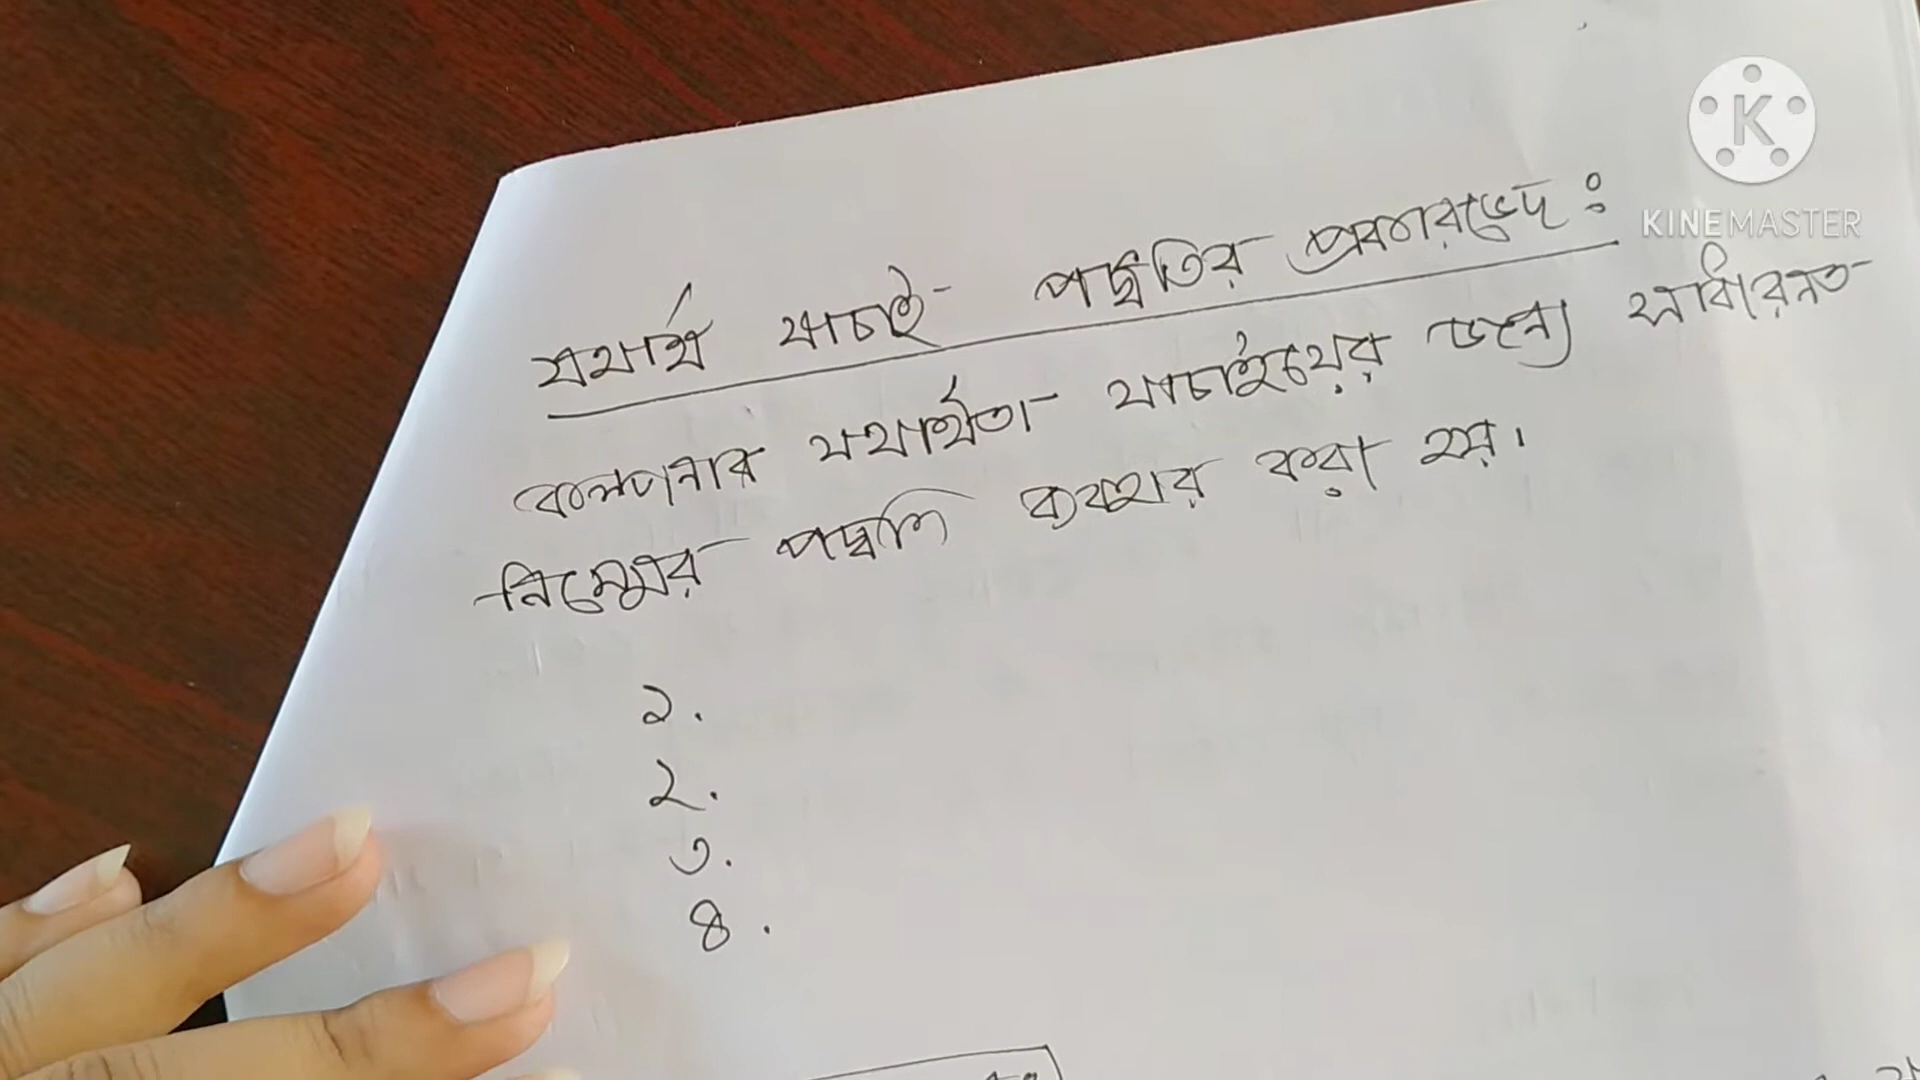 যথার্থ যাচাই পদ্ধতির প্রকারভেদ ঃ
কল্পনার যথার্থতা যাচাইয়ের জন্যে সাধারনত
নিম্মের পদ্ধতি ব্যবহার করা হয়।
১.
২.
৩.
৪.
KINEMASTER